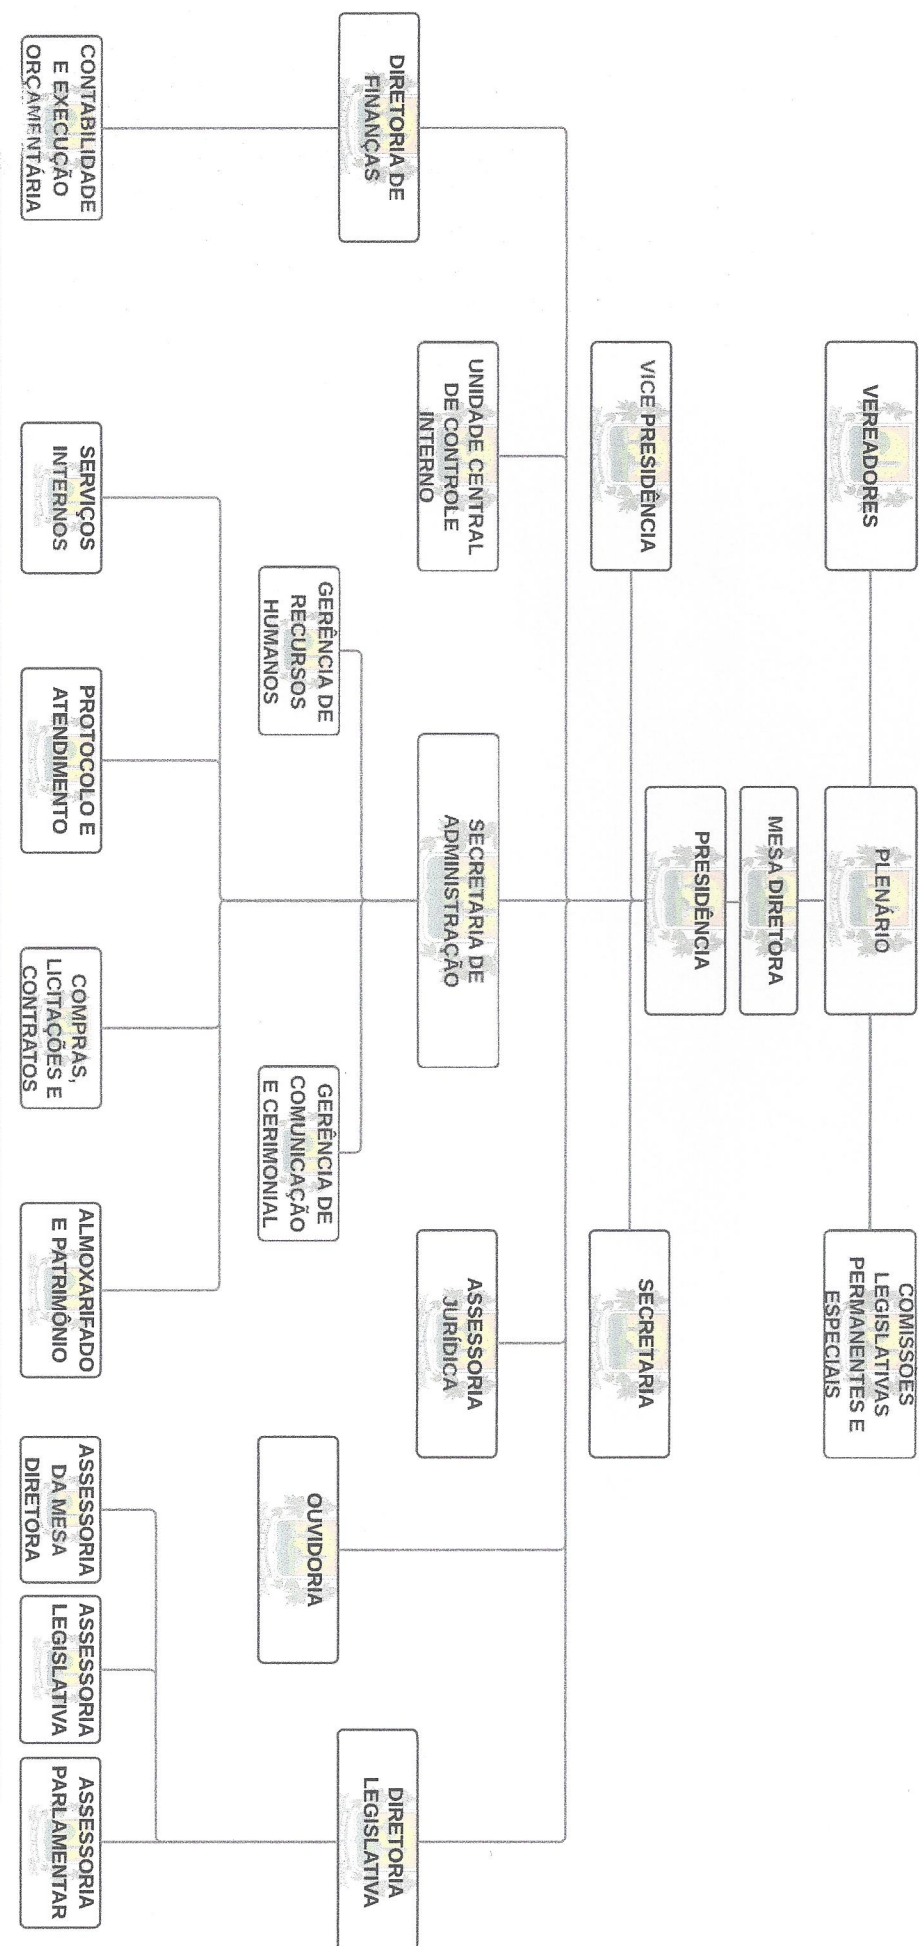 VEREADORES
PLENÁRIO
COMISSÕES
LEGISLATIVAS
PERMANENTES E
ESPECIAIS
MESA DIRETORA
PRESIDÊNCIA
VICE PRESIDÊNCIA
SECRETARIA
UNIDADE CENTRAL
DE CONTROLE
INTERNO
SECRETARIA DE
ADMINISTRAÇÃO
ASSESSORIA
JURÍDICA
DIRETORIA DE
FINANÇAS
DIRETORIA
LEGISLATIVA
GERÊNCIA DE
RECURSOS
HUMANOS
GERÊNCIA DE
COMUNICAÇÃO
E CERIMONIAL
OUVIDORIA
CONTABILIDADE
E EXECUÇÃO
ORÇAMENTÁRIA
SERVIÇOS
INTERNOS
PROTOCOLO E
ATENDIMENTO
COMPRAS,
LICITAÇÕES E
CONTRATOS
ALMOXARIFADO
E PATRIMÔNIO
ASSESSORIA
DA MESA
DIRETORA
ASSESSORIA
LEGISLATIVA
ASSESSORIA
PARLAMENTAR